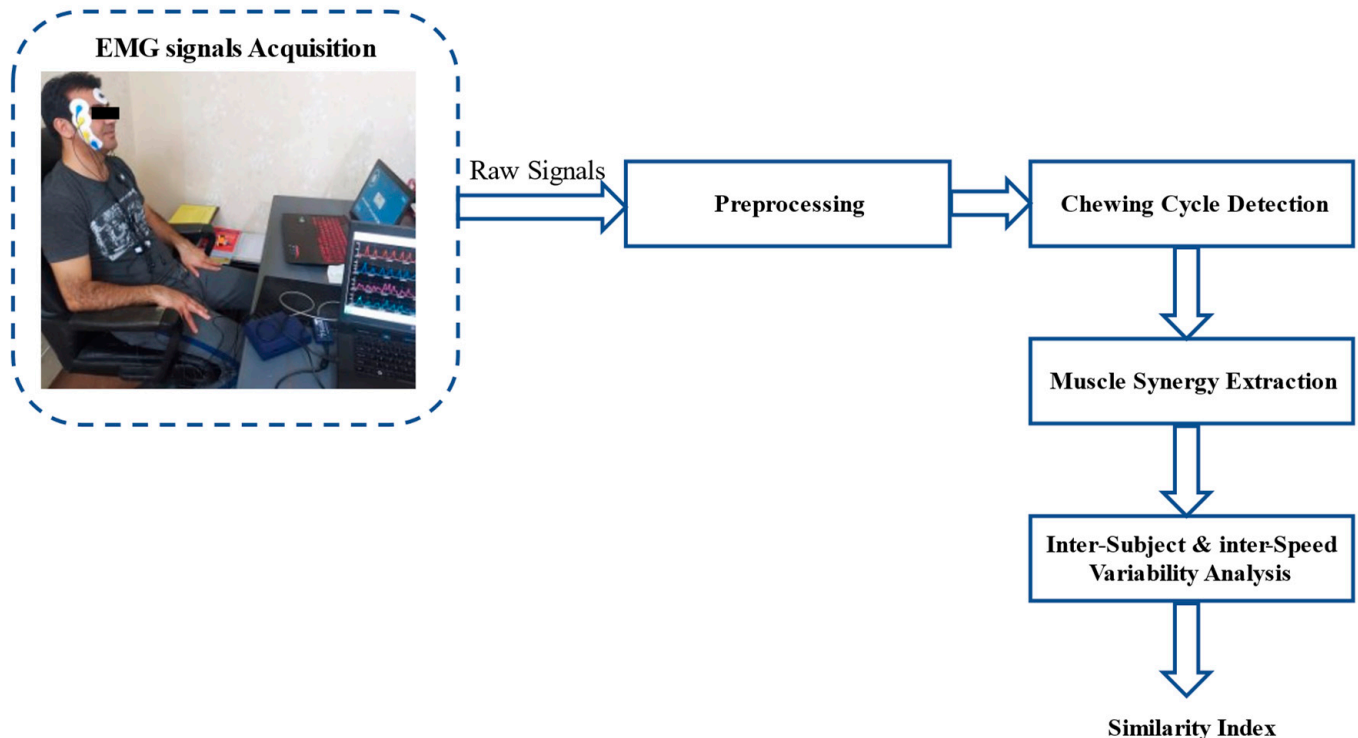 EMG signals Acquisition
Raw Signals
Preprocessing
Chewing Cycle Detection
Muscle Synergy Extraction
Inter-Subject & inter-Speed
Variability Analysis
Similarity Index